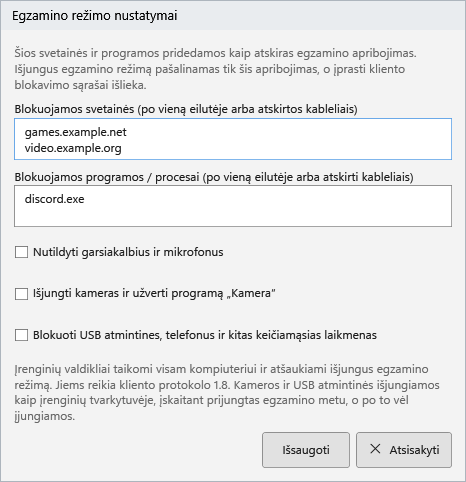 Egzamino režimo nustatymai
Šios svetainės ir programos pridedamos kaip atskiras egzamino apribojimas.
Išjungus egzamino režimą pašalinamas tik šis apribojimas, o įprasti kliento
blokavimo sąrašai išlieka.
Blokuojamos svetainės (po vieną eilutėje arba atskirtos kableliais)
games.example.net
video.example.org
Blokuojamos programos / procesai (po vieną eilutėje arba atskirti kableliais)
discord.exe
Nutildyti garsiakalbius ir mikrofonus
Išjungti kameras ir užverti programą „Kamera“
Blokuoti USB atmintines, telefonus ir kitas keičiamąsias laikmenas
Įrenginių valdikliai taikomi visam kompiuteriui ir atšaukiami išjungus egzamino
režimą. Jiems reikia kliento protokolo 1.8. Kameros ir USB atmintinės išjungiamos
kaip įrenginių tvarkytuvėje, įskaitant prijungtas egzamino metu, o po to vėl
įjungiamos.
Išsaugoti
Atsisakyti